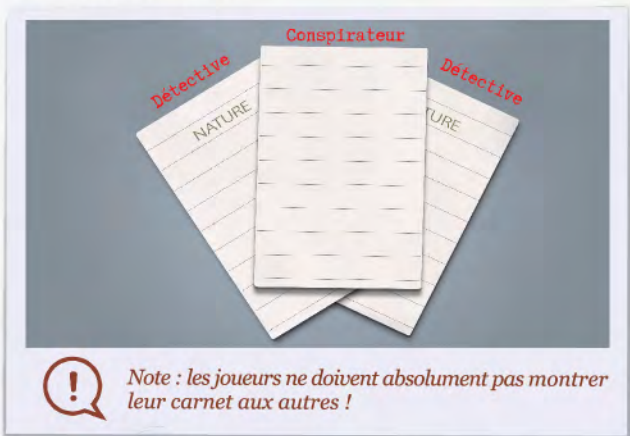 Conspirateur
Détective
Détective
NATURE
URE
Note : les joueurs ne doivent absolument pas montrer
leur carnet aux autres !